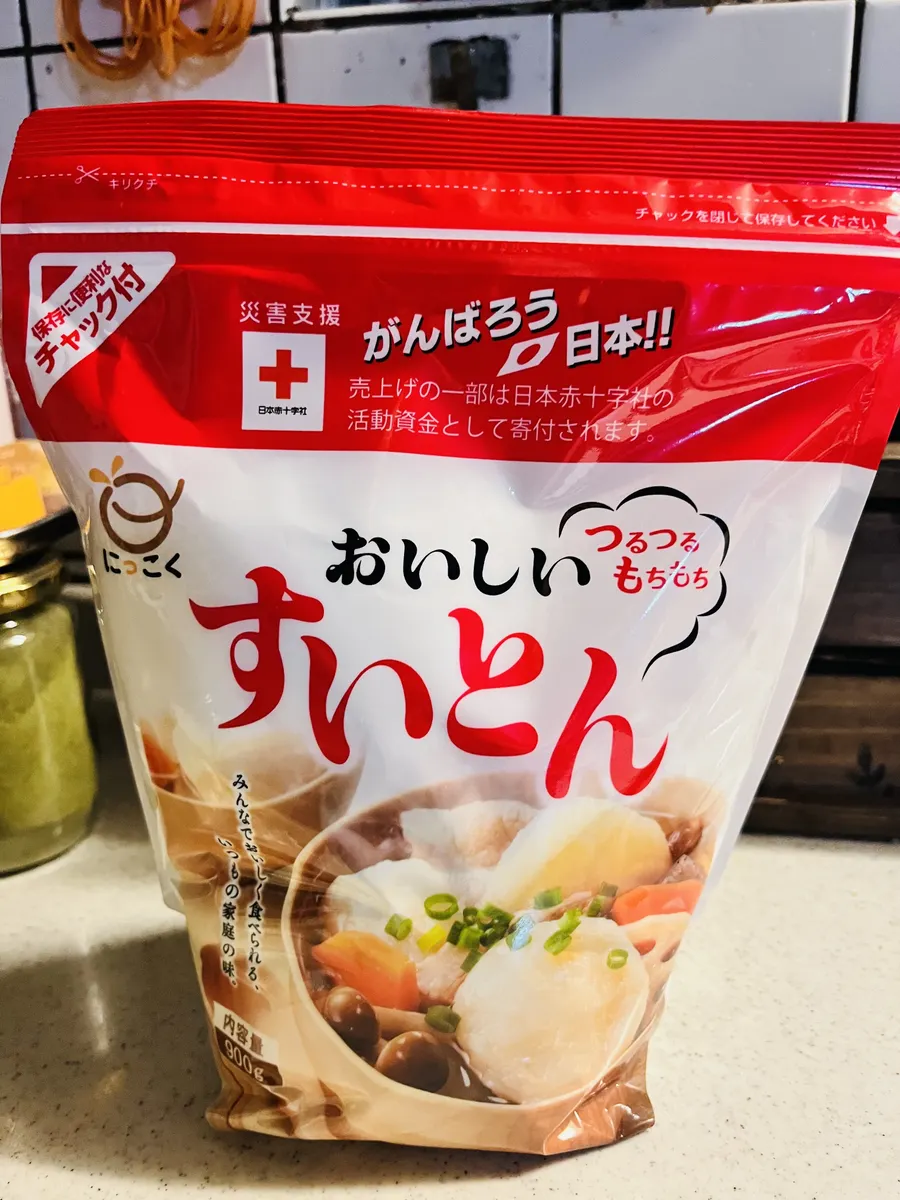 キリクチ
チャックを閉じて保存してください
保存に便利な
チャック付
災害支援
日本赤十字社
がんばろう
日本!!
売上げの一部は日本赤十字社の
活動資金として寄付されます。
にっこく
おいしい
つるつる
もちもち
すいとん
みんなでおいしく食べられる、
いつもの家庭の味。
内容量
900g